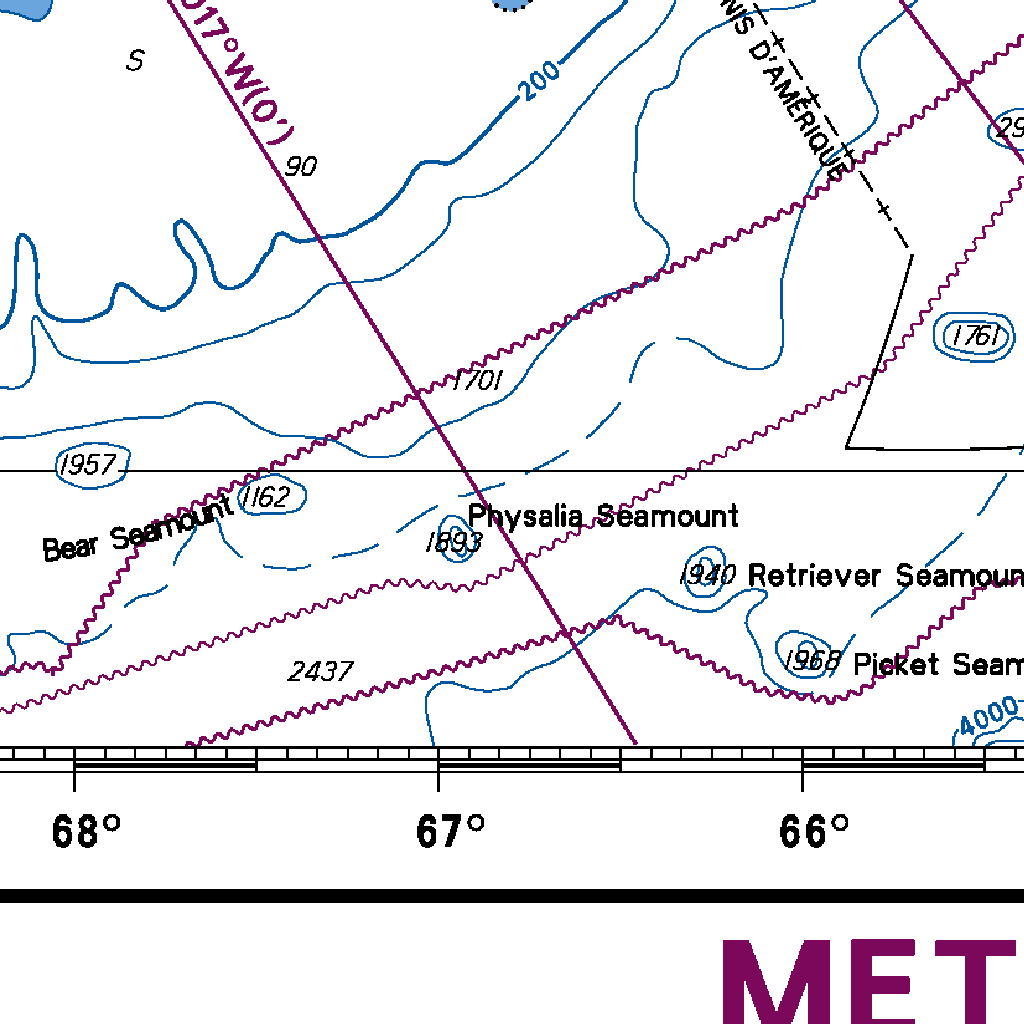 017°W(0')
S
200
NIS D'AMÉRIQUE
90
29
1761
1701
1957
1162
Bear Seamount
Physalia Seamount
1893
1940 Retriever Seamoun
1968 Picket Seam
2437
4000
68° 67° 66°
MET